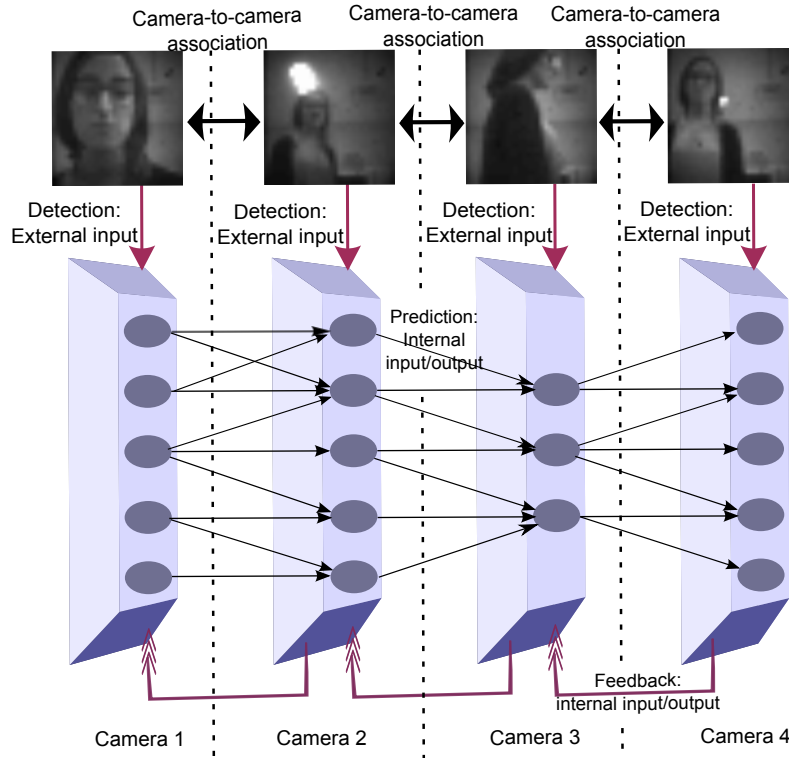 Camera-to-camera
association
Camera-to-camera
association
Camera-to-camera
association
Detection:
External input
Detection:
External input
Detection:
External input
Detection:
External input
Prediction:
Internal
input/output
Feedback:
internal input/output
Camera 1
Camera 2
Camera 3
Camera 4